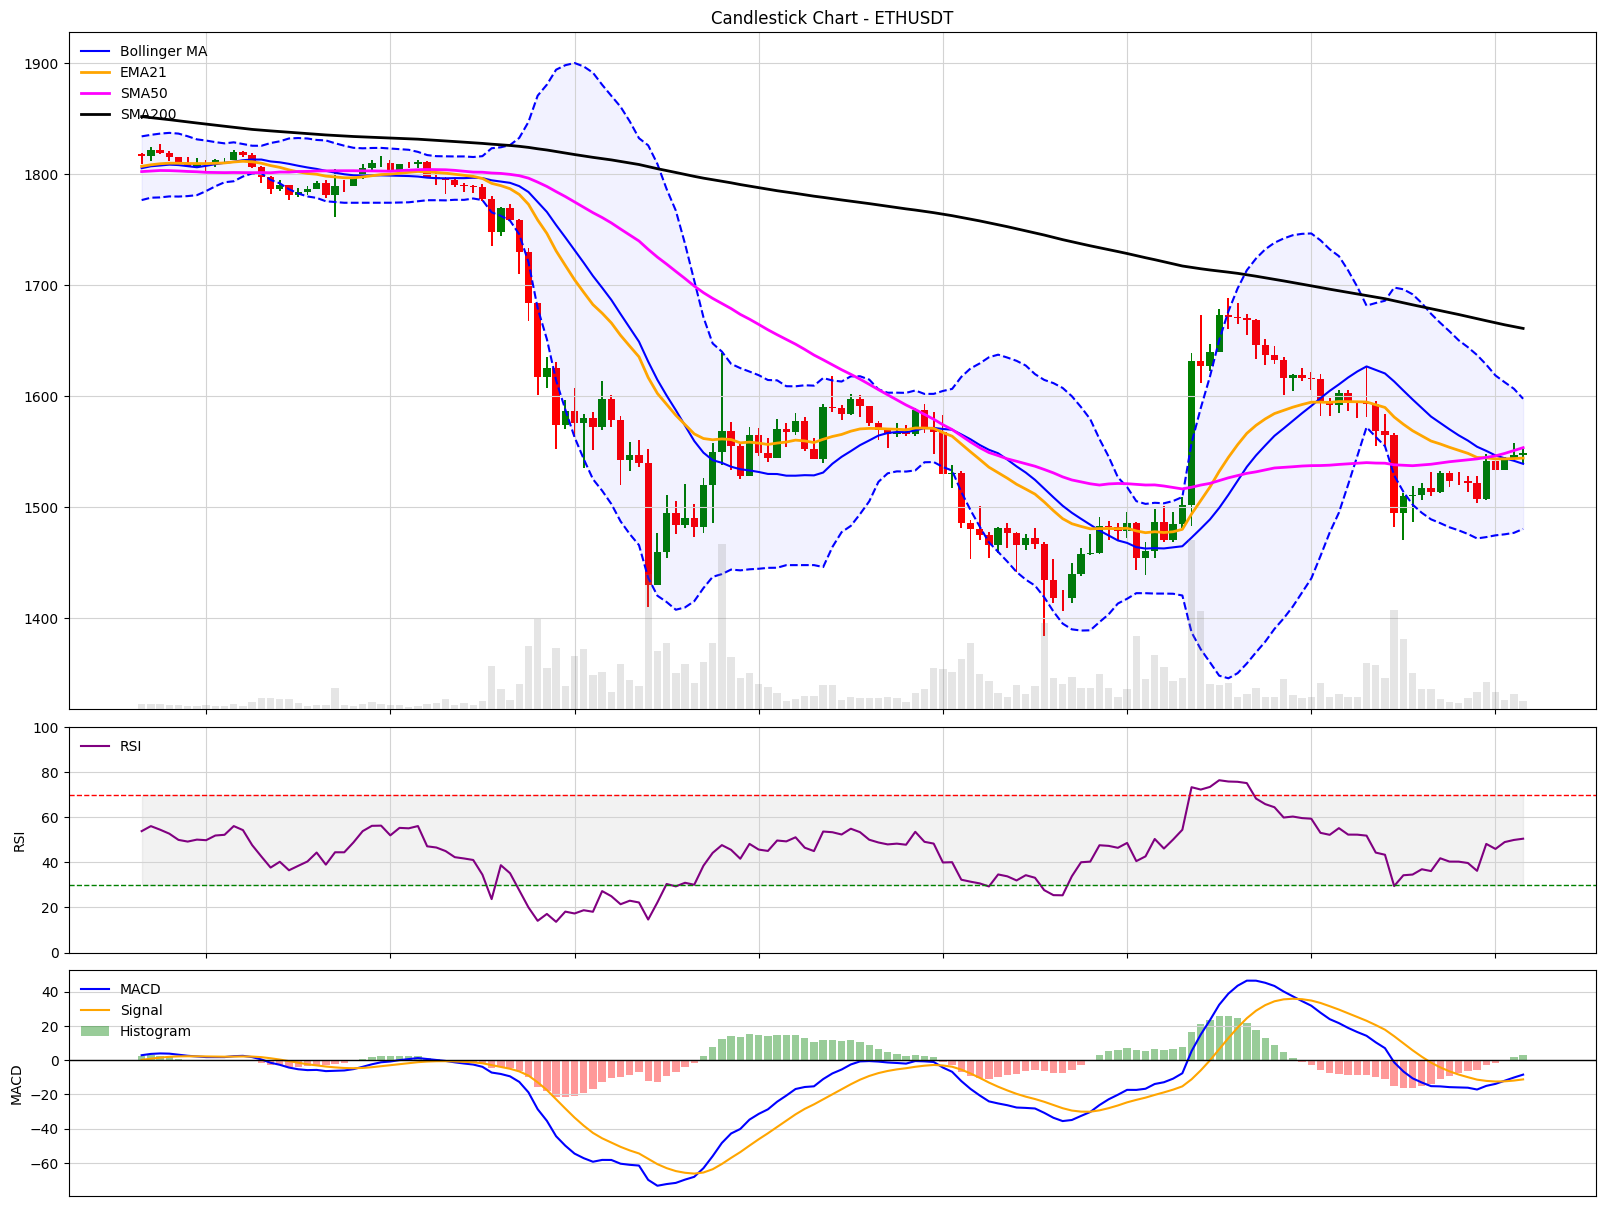 Candlestick Chart - ETHUSDT
Bollinger MA
EMA21
SMA50
SMA200
1900
1800
1700
1600
1500
1400
RSI
100
80
60
40
20
0
RSI
MACD
Signal
Histogram
40
20
0
−20
−40
−60
MACD